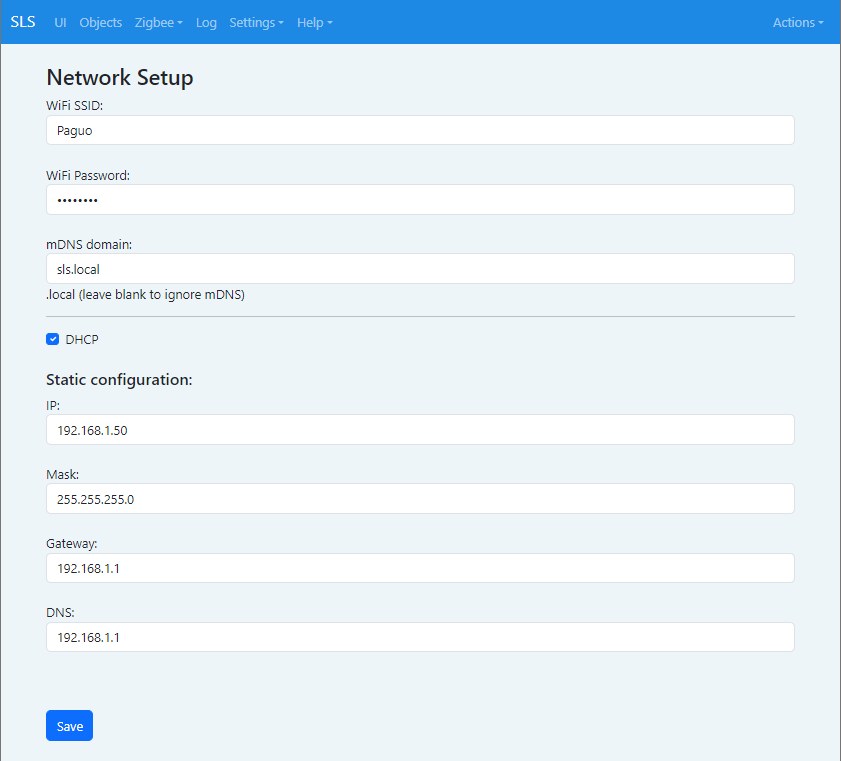 SLS UI Objects Zigbee Log Settings Help Actions
Network Setup
WiFi SSID:
Paguo
WiFi Password:
••••••••
mDNS domain:
sls.local
.local (leave blank to ignore mDNS)
DHCP
Static configuration:
IP:
192.168.1.50
Mask:
255.255.255.0
Gateway:
192.168.1.1
DNS:
192.168.1.1
Save